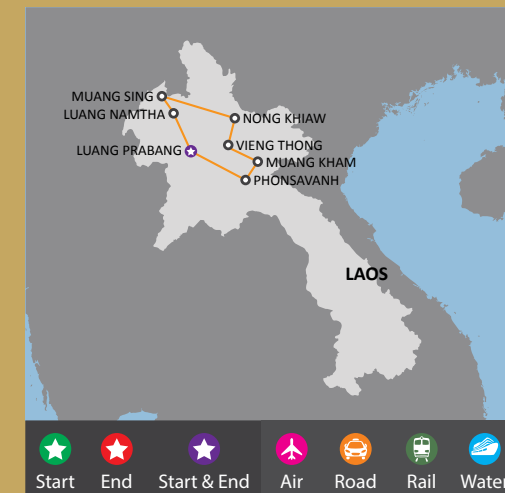 MUANG SING
LUANG NAMTHA
NONG KHIAW
VIENG THONG
LUANG PRABANG
MUANG KHAM
PHONSAVANH
LAOS
Start End Start & End Air Road Rail Water